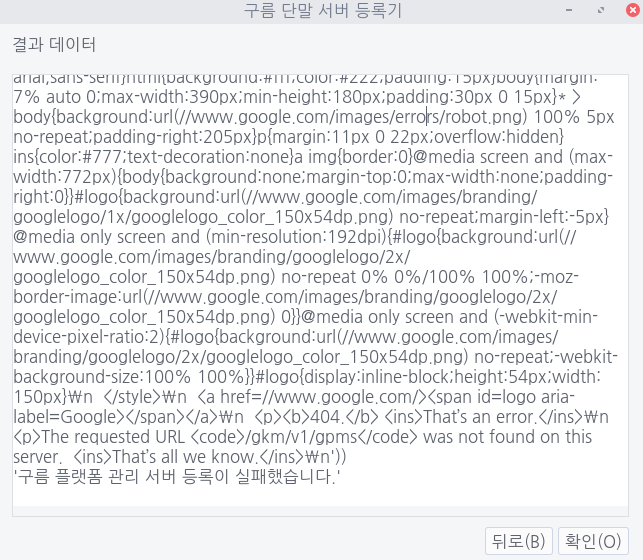 구름 단말 서버 등록기
결과 데이터
arial,sans-serif}html{background:#fff;color:#222;padding:15px}body{margin:
7% auto 0;max-width:390px;min-height:180px;padding:30px 0 15px}* >
body{background:url(//www.google.com/images/errors/robot.png) 100% 5px
no-repeat;padding-right:205px}p{margin:11px 0 22px;overflow:hidden}
ins{color:#777;text-decoration:none}a img{border:0}@media screen and (max-
width:772px){body{background:none;margin-top:0;max-width:none;padding-
right:0}}#logo{background:url(//www.google.com/images/branding/
googlelogo/1x/googlelogo_color_150x54dp.png) no-repeat;margin-left:-5px}
@media only screen and (min-resolution:192dpi){#logo{background:url(//
www.google.com/images/branding/googlelogo/2x/
googlelogo_color_150x54dp.png) no-repeat 0% 0%/100% 100%;-moz-
border-image:url(//www.google.com/images/branding/googlelogo/2x/
googlelogo_color_150x54dp.png) 0}}@media only screen and (-webkit-min-
device-pixel-ratio:2){#logo{background:url(//www.google.com/images/
branding/googlelogo/2x/googlelogo_color_150x54dp.png) no-repeat;-webkit-
background-size:100% 100%}}#logo{display:inline-block;height:54px;width:
150px}₩n  </style>₩n  <a href=//www.google.com/><span id=logo aria-
label=Google></span></a>₩n  <p><b>404.</b> <ins>That’s an error.</ins>₩n
<p>The requested URL <code>/gkm/v1/gpms</code> was not found on this
server.  <ins>That’s all we know.</ins>₩n'))
'구름 플랫폼 관리 서버 등록이 실패했습니다.'
뒤로(B) 확인(O)